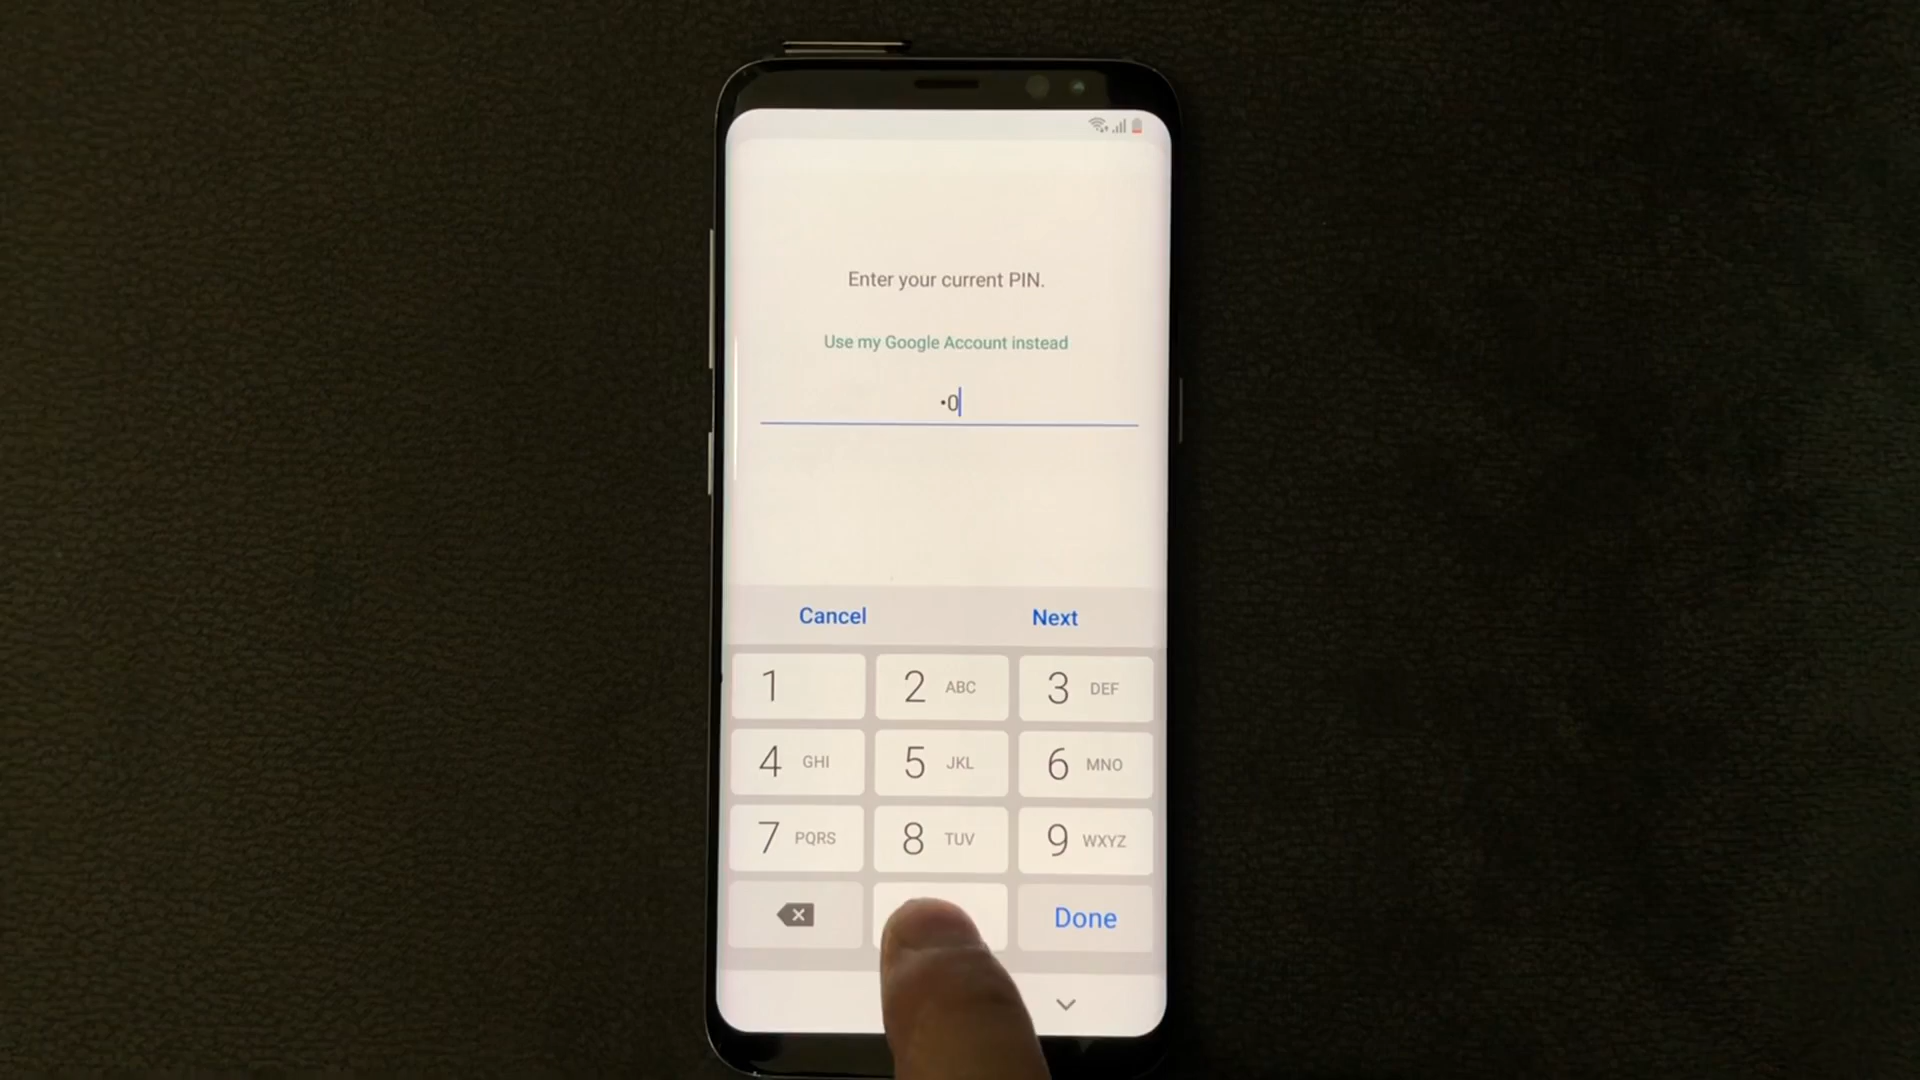 Enter your current PIN.
Use my Google Account instead
•0
Cancel Next
1 2 ABC 3 DEF
4 GHI 5 JKL 6 MNO
7 PQRS 8 TUV 9 WXYZ
Done